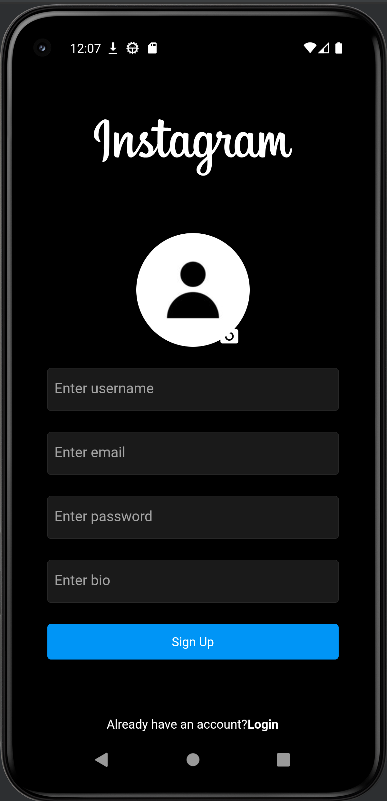 12:07
Instagram
Enter username
Enter email
Enter password
Enter bio
Sign Up
Already have an account?Login